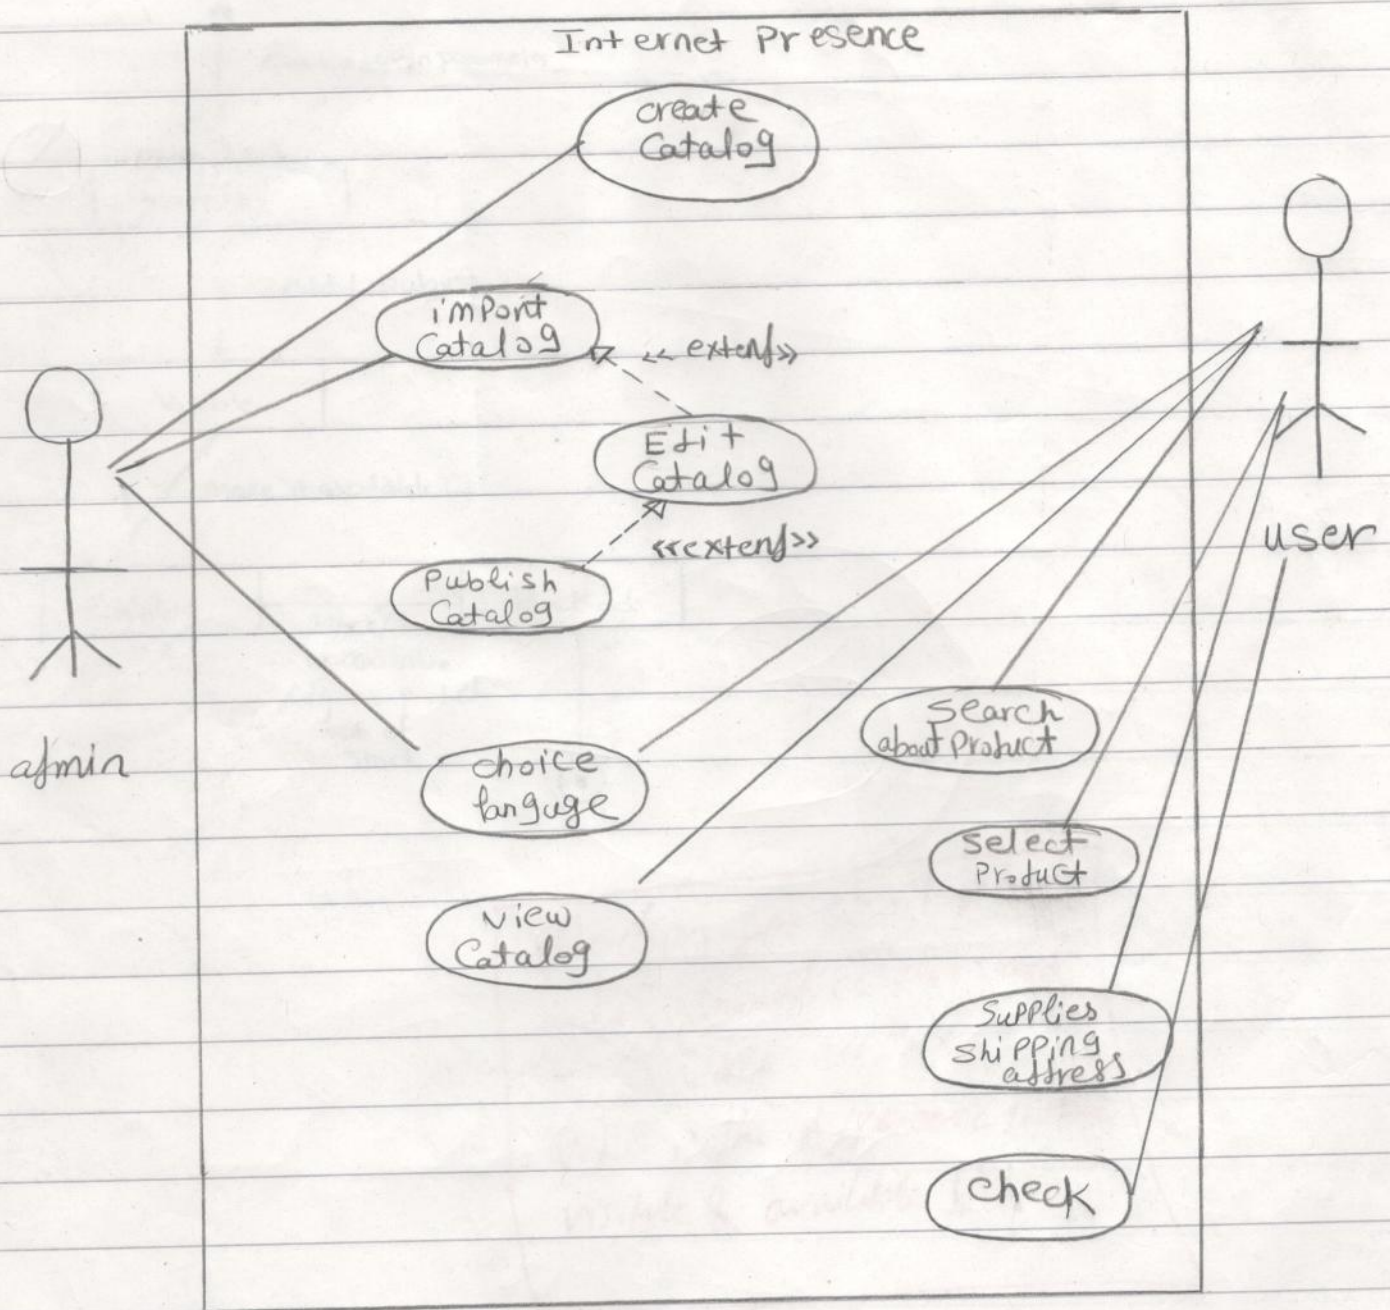 Internet Presence
create
Catalog
import
Catalog
<< extend>>
Edit
Catalog
<<extend>>
Publish
Catalog
user
admin
choice
languge
Search
about Product
Select
Product
view
Catalog
Supplies
shipping
address
check